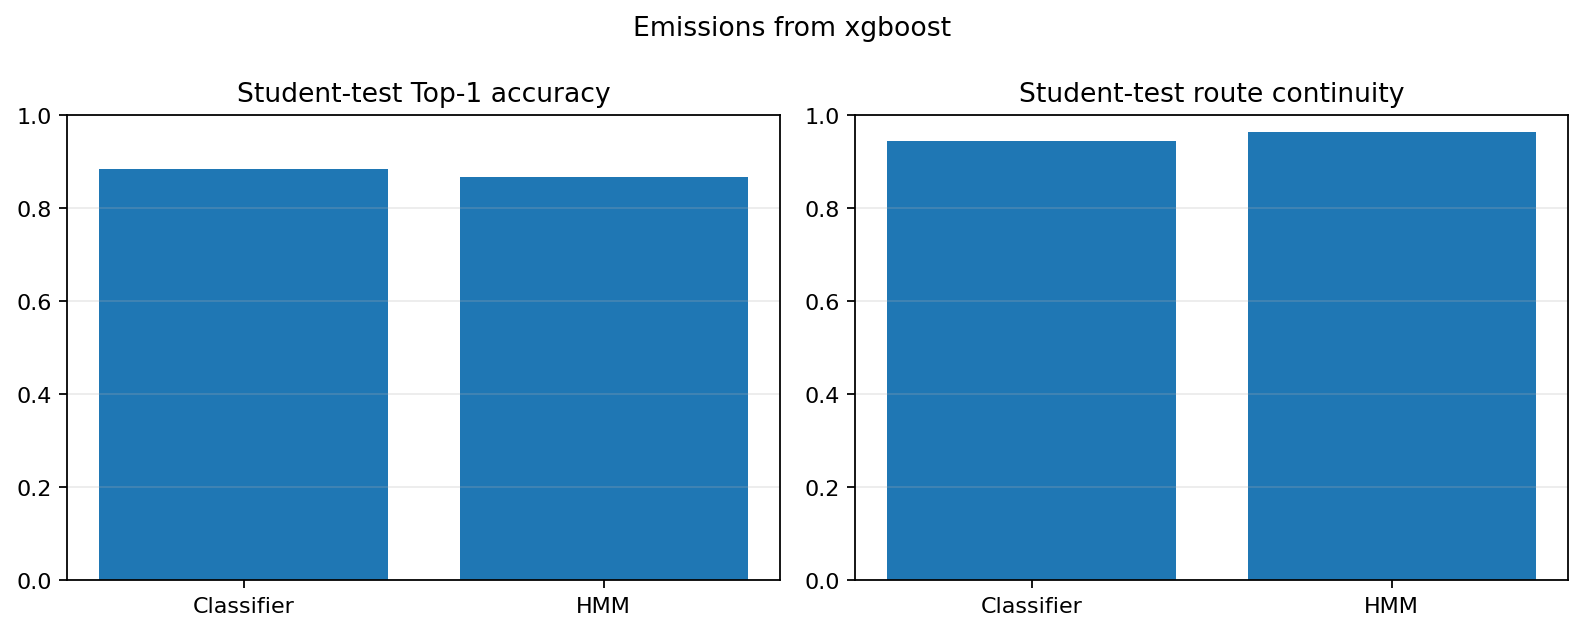 Emissions from xgboost
Student-test Top-1 accuracy
1.0
0.8
0.6
0.4
0.2
0.0
Classifier HMM
Student-test route continuity
1.0
0.8
0.6
0.4
0.2
0.0
Classifier HMM